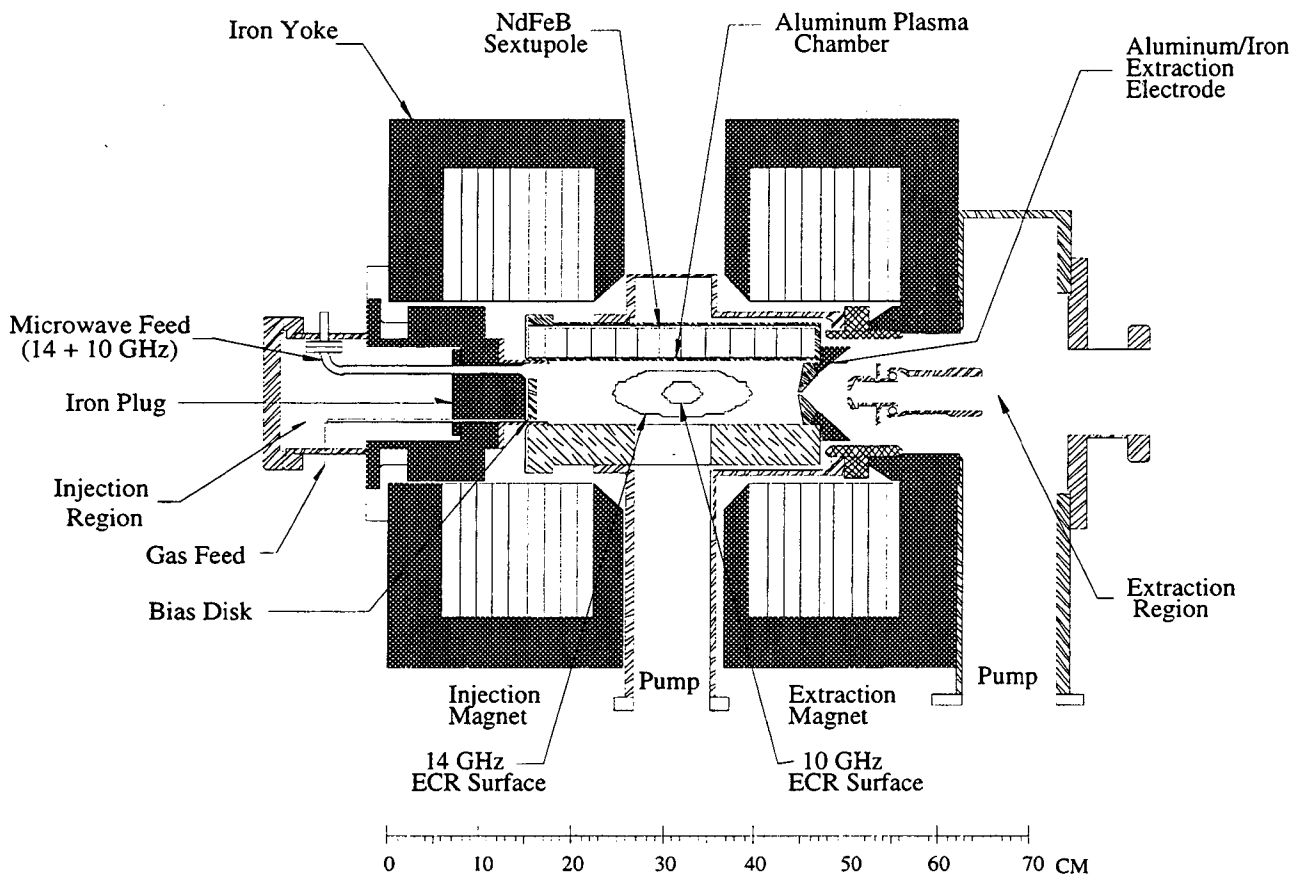 Iron Yoke
NdFeB
Sextupole
Aluminum Plasma
Chamber
Aluminum/Iron
Extraction
Electrode
Microwave Feed
(14 + 10 GHz)
Iron Plug
Injection
Region
Gas Feed
Bias Disk
Extraction
Region
Injection
Magnet
Pump
Extraction
Magnet
Pump
14 GHz
ECR Surface
10 GHz
ECR Surface
0 10 20 30 40 50 60 70 CM